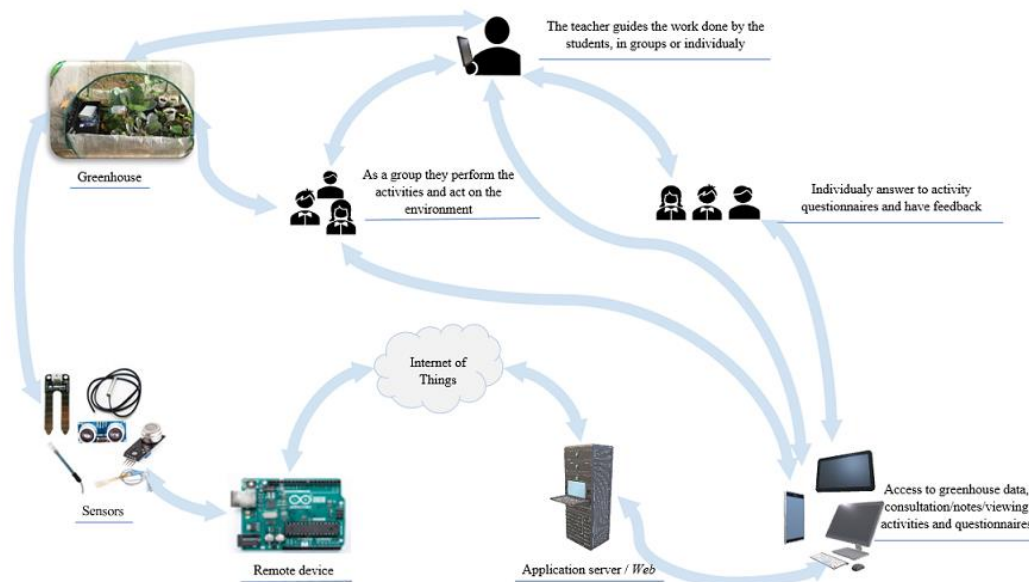 The teacher guides the work done by the
students, in groups or individualy
Greenhouse
As a group they perform the
activities and act on the
environment
Individualy answer to activity
questionnaires and have feedback
Internet of
Things
Sensors
Remote device
Application server / Web
Access to greenhouse data,
consultation/notes/viewing
activities and questionnaires